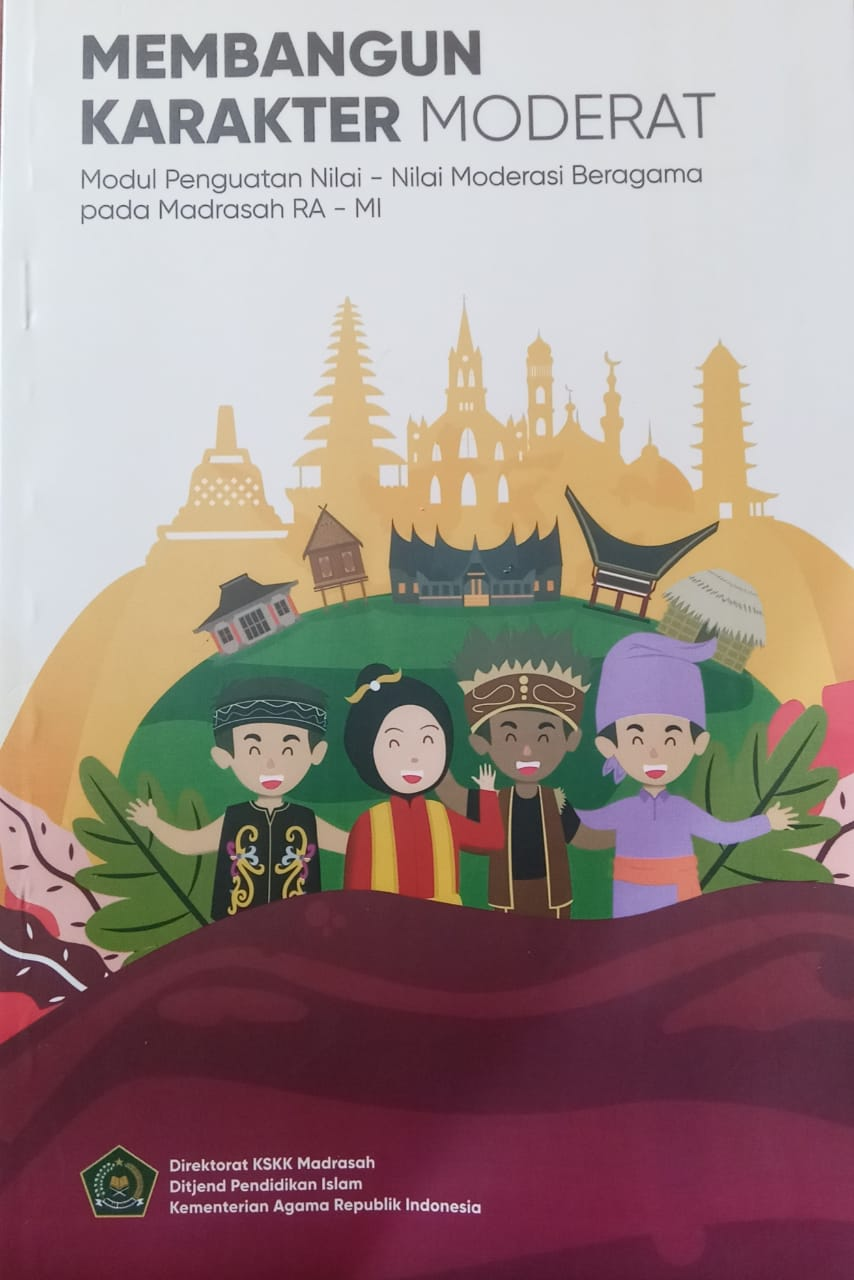 MEMBANGUN
KARAKTER MODERAT
Modul Penguatan Nilai - Nilai Moderasi Beragama
pada Madrasah RA - MI
Direktorat KSKK Madrasah
Ditjend Pendidikan Islam
Kementerian Agama Republik Indonesia